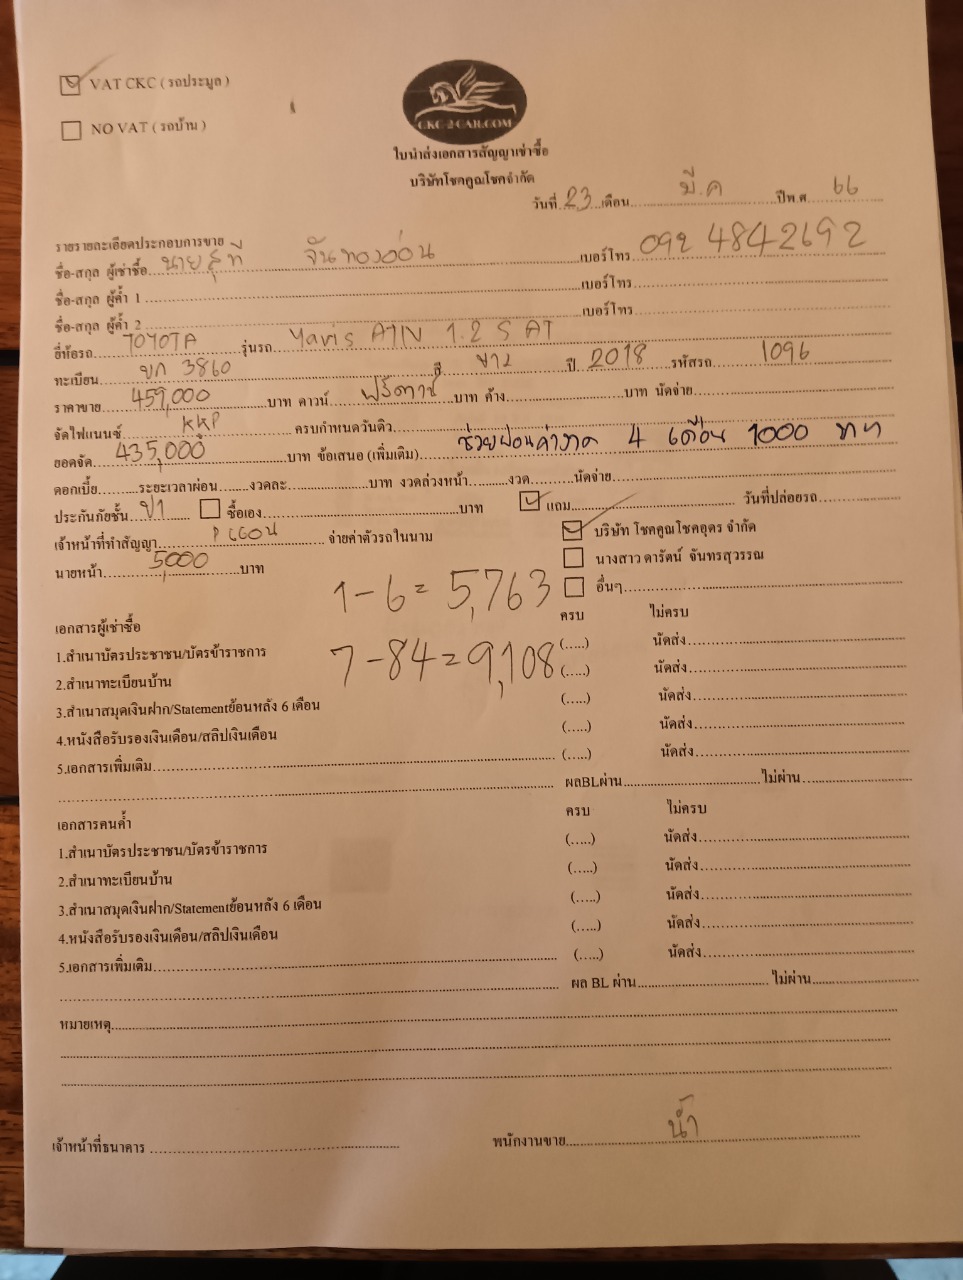 VAT CKC ( รถประมูล )
NO VAT ( รถบ้าน )
CKC-2-CAR.COM
ใบนำส่งเอกสารสัญญาเช่าซื้อ
บริษัทโชคคูณโชคจำกัด
วันที่ 23 เดือน มี.ค ปีพ.ศ. 66
รายรายละเอียดประกอบการขาย
ชื่อ-สกุล ผู้เช่าซื้อ นายสุที จันทองอ่อน เบอร์โทร 092 4842692
ชื่อ-สกุล ผู้ค้ำ 1 เบอร์โทร
ชื่อ-สกุล ผู้ค้ำ 2 เบอร์โทร
ยี่ห้อรถ TOYOTA รุ่นรถ Yaris ATIV 1.2 S AT
ทะเบียน ขก 3860 สี ขาว ปี 2018 รหัสรถ 1096
ราคาขาย 459,000 บาท ดาวน์ ฟรีดาวน์ บาท ค้าง บาท นัดจ่าย
จัดไฟแนนซ์ KKP ครบกำหนดวันคิว
ยอดจัด 435,000 บาท ข้อเสนอ (เพิ่มเติม) ช่วยผ่อนค่างวด 4 เดือน 1000 บาท
ดอกเบี้ย ระยะเวลาผ่อน งวดละ บาท งวดล่วงหน้า งวด นัดจ่าย
ประกันภัยชั้น ป1 ซื้อเอง บาท แถม วันที่ปล่อยรถ
เจ้าหน้าที่ทำสัญญา จ่ายค่าตัวรถในนาม บริษัท โชคคูณโชคอุดร จำกัด
นางสาว ดารัตน์ จันทรสุวรรณ
นายหน้า 5000 บาท
อื่นๆ
1-6 = 5,763
7-84 = 9,108
เอกสารผู้เช่าซื้อ ครบ ไม่ครบ
1.สำเนาบัตรประชาชน/บัตรข้าราชการ (.....) นัดส่ง
2.สำเนาทะเบียนบ้าน (.....) นัดส่ง
3.สำเนาสมุดเงินฝาก/Statementย้อนหลัง 6 เดือน (.....) นัดส่ง
4.หนังสือรับรองเงินเดือน/สลิปเงินเดือน (.....) นัดส่ง
5.เอกสารเพิ่มเติม (.....) นัดส่ง
ผลBLผ่าน ไม่ผ่าน
เอกสารคนค้ำ ครบ ไม่ครบ
1.สำเนาบัตรประชาชน/บัตรข้าราชการ (.....) นัดส่ง
2.สำเนาทะเบียนบ้าน (.....) นัดส่ง
3.สำเนาสมุดเงินฝาก/Statementย้อนหลัง 6 เดือน (.....) นัดส่ง
4.หนังสือรับรองเงินเดือน/สลิปเงินเดือน (.....) นัดส่ง
5.เอกสารเพิ่มเติม (.....) นัดส่ง
ผล BL ผ่าน ไม่ผ่าน
หมายเหตุ
เจ้าหน้าที่ธนาคาร พนักงานขาย น้ำ